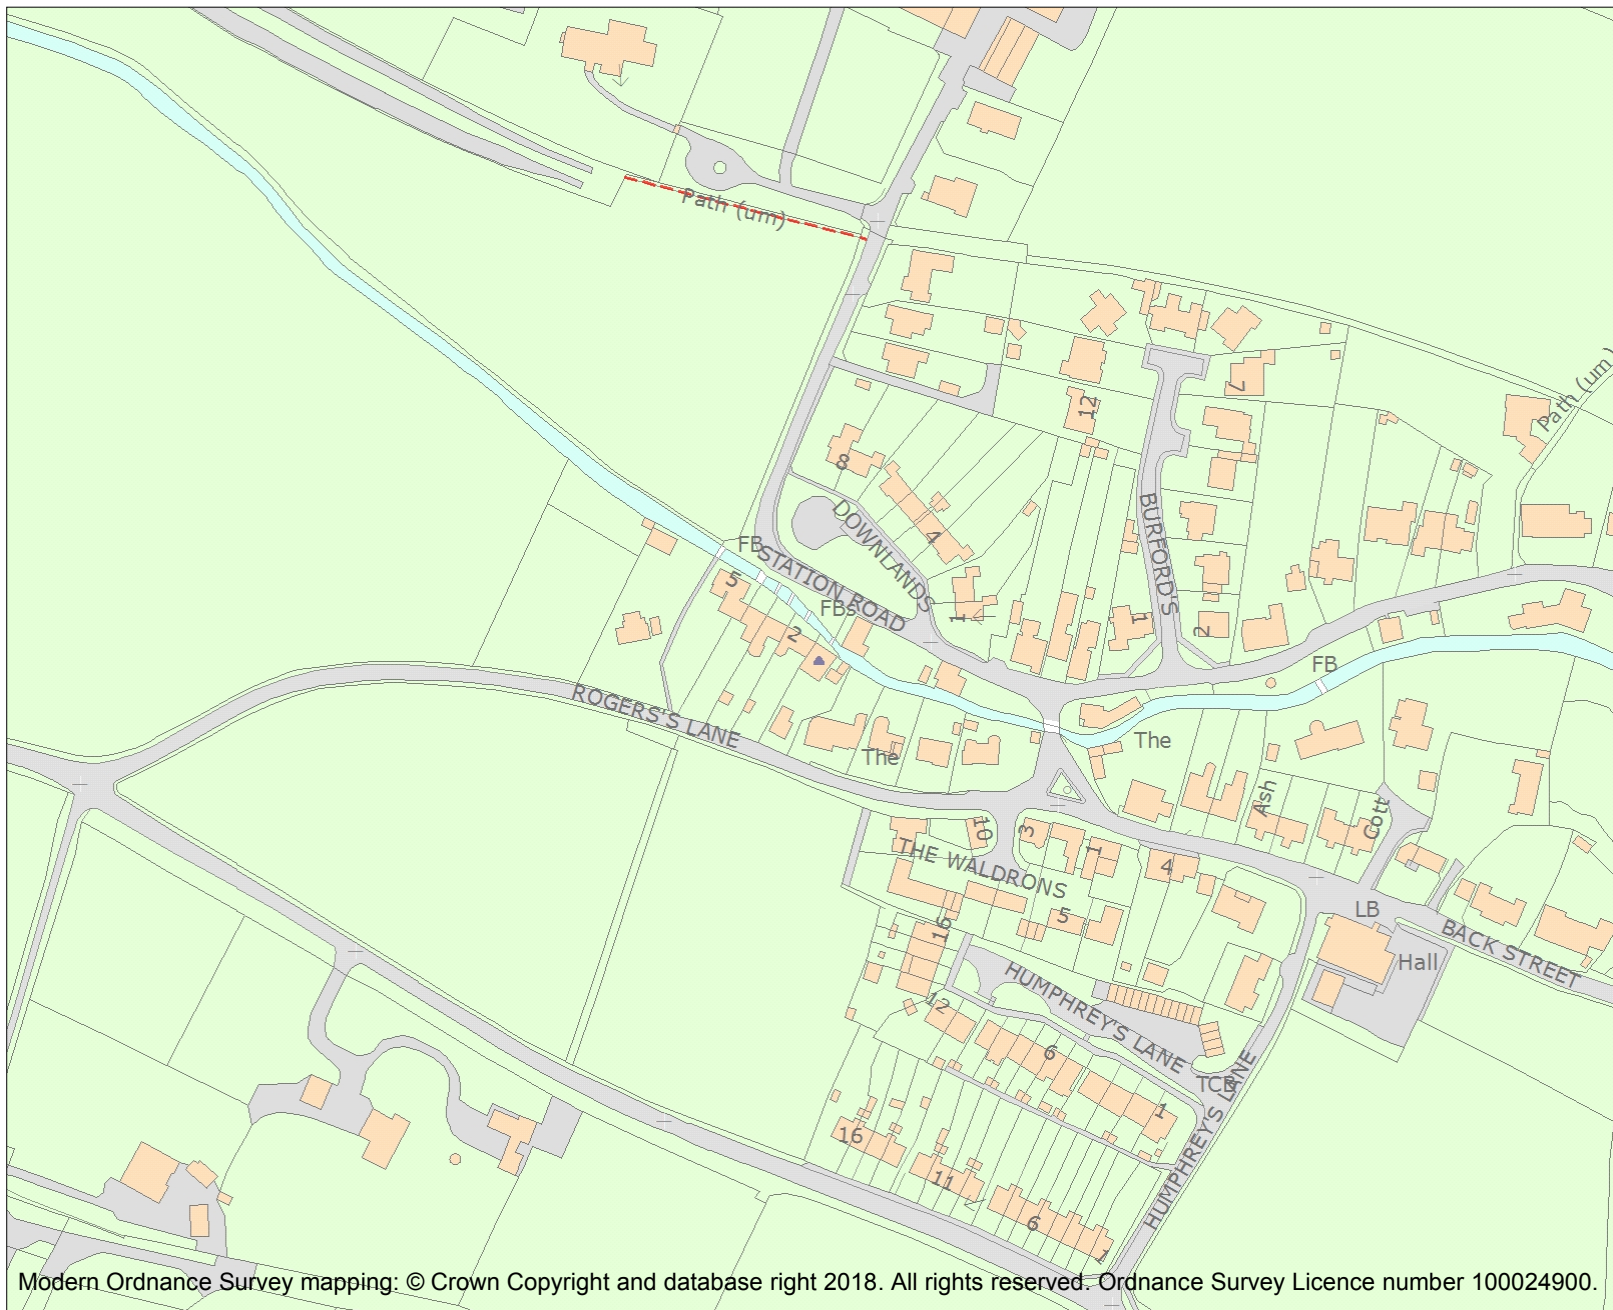 Path (um)
Path (um)
7
12
8
DOWNLANDS
4
BURFORD'S
FB
STATION ROAD
5
FBs
2
1
1
2
FB
ROGERS'S LANE
The
The
Ash
Cott
10
3
1
4
THE WALDRONS
5
16
LB
BACK STREET
Hall
HUMPHREY'S LANE
12
6
TCB
1
HUMPHREY'S LANE
16
11
6
1
Modern Ordnance Survey mapping: © Crown Copyright and database right 2018. All rights reserved. Ordnance Survey Licence number 100024900.